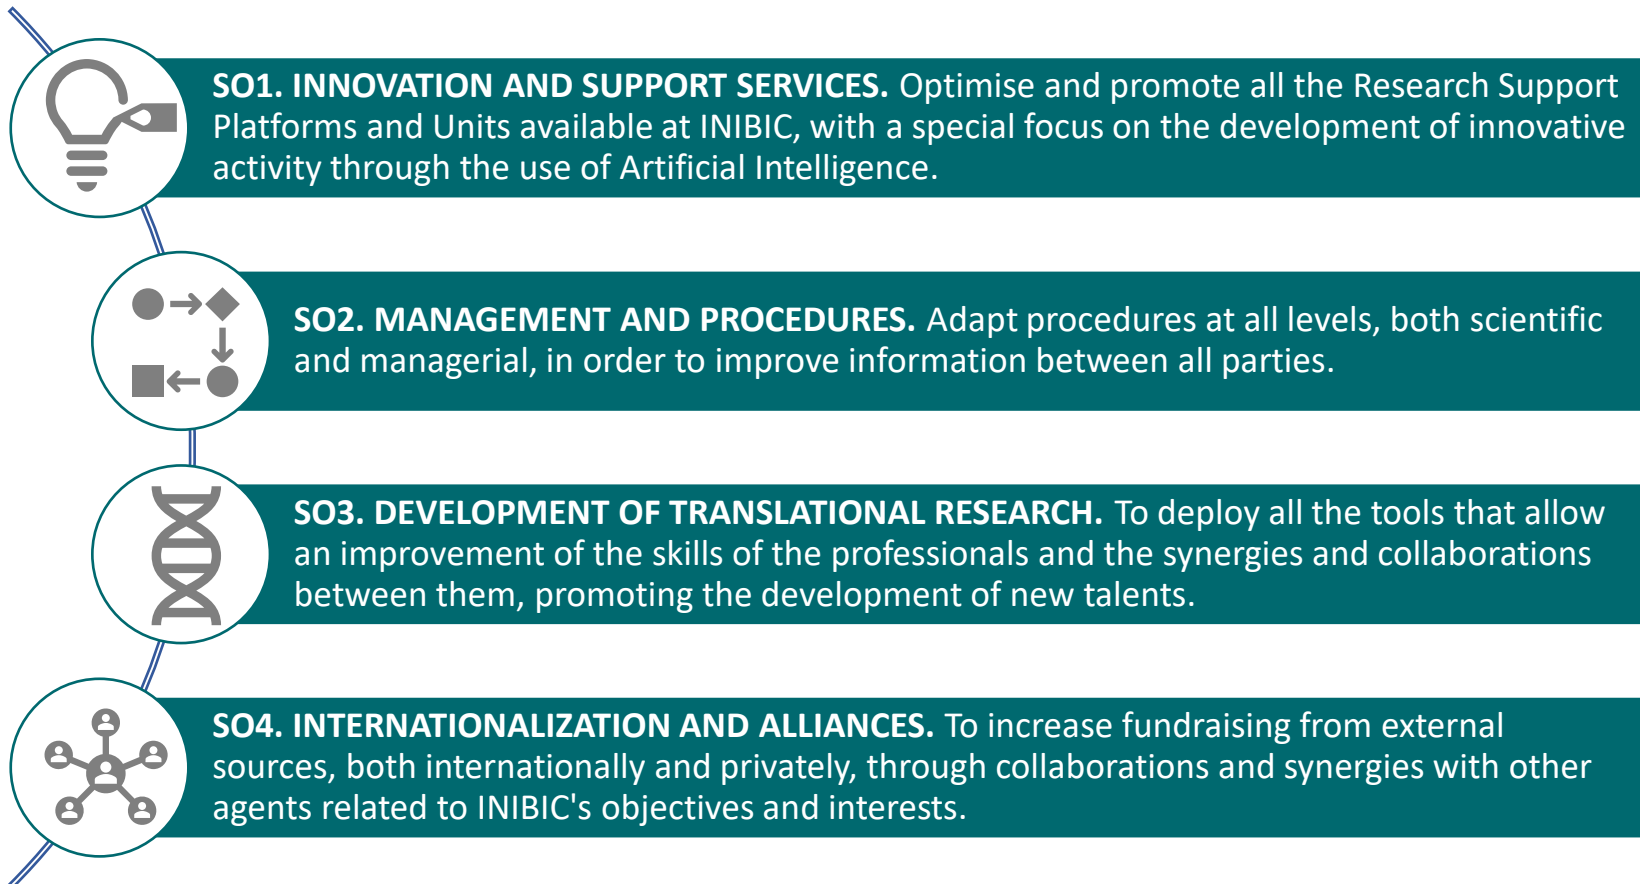 SO1. INNOVATION AND SUPPORT SERVICES. Optimise and promote all the Research Support
Platforms and Units available at INIBIC, with a special focus on the development of innovative
activity through the use of Artificial Intelligence.
SO2. MANAGEMENT AND PROCEDURES. Adapt procedures at all levels, both scientific
and managerial, in order to improve information between all parties.
SO3. DEVELOPMENT OF TRANSLATIONAL RESEARCH. To deploy all the tools that allow
an improvement of the skills of the professionals and the synergies and collaborations
between them, promoting the development of new talents.
SO4. INTERNATIONALIZATION AND ALLIANCES. To increase fundraising from external
sources, both internationally and privately, through collaborations and synergies with other
agents related to INIBIC's objectives and interests.